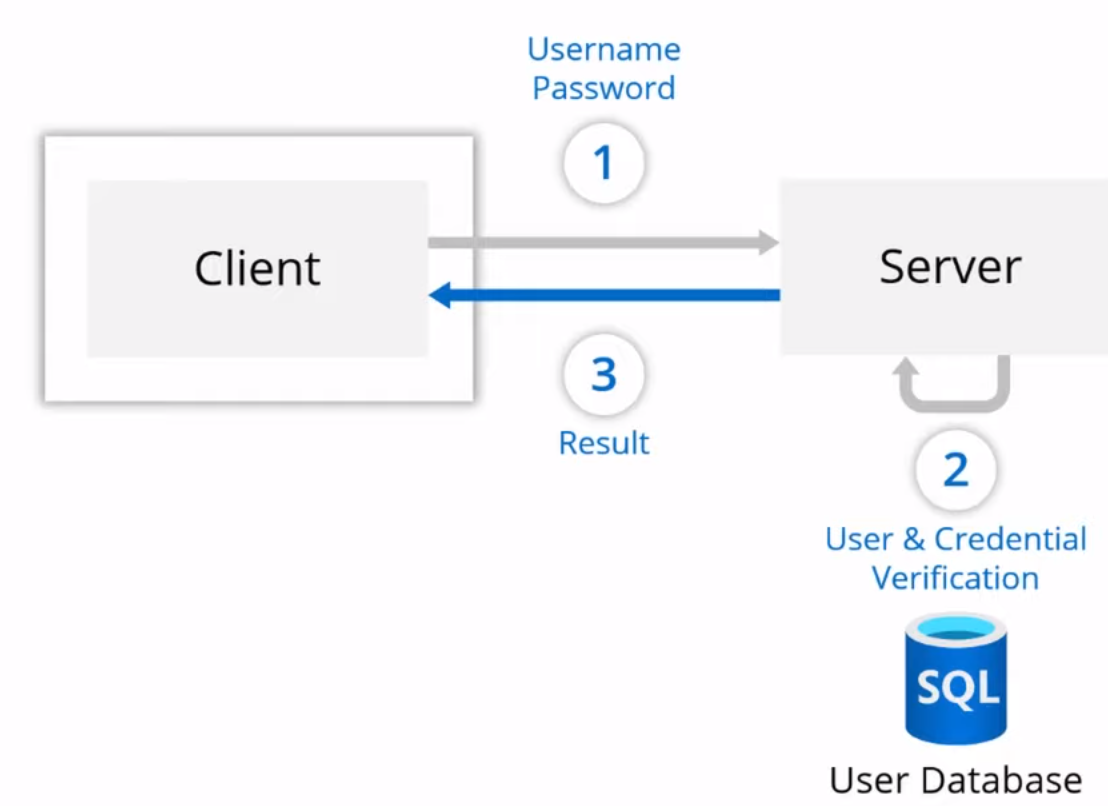 Username
Password
1
Client
Server
3
Result
2
User & Credential
Verification
SQL
User Database